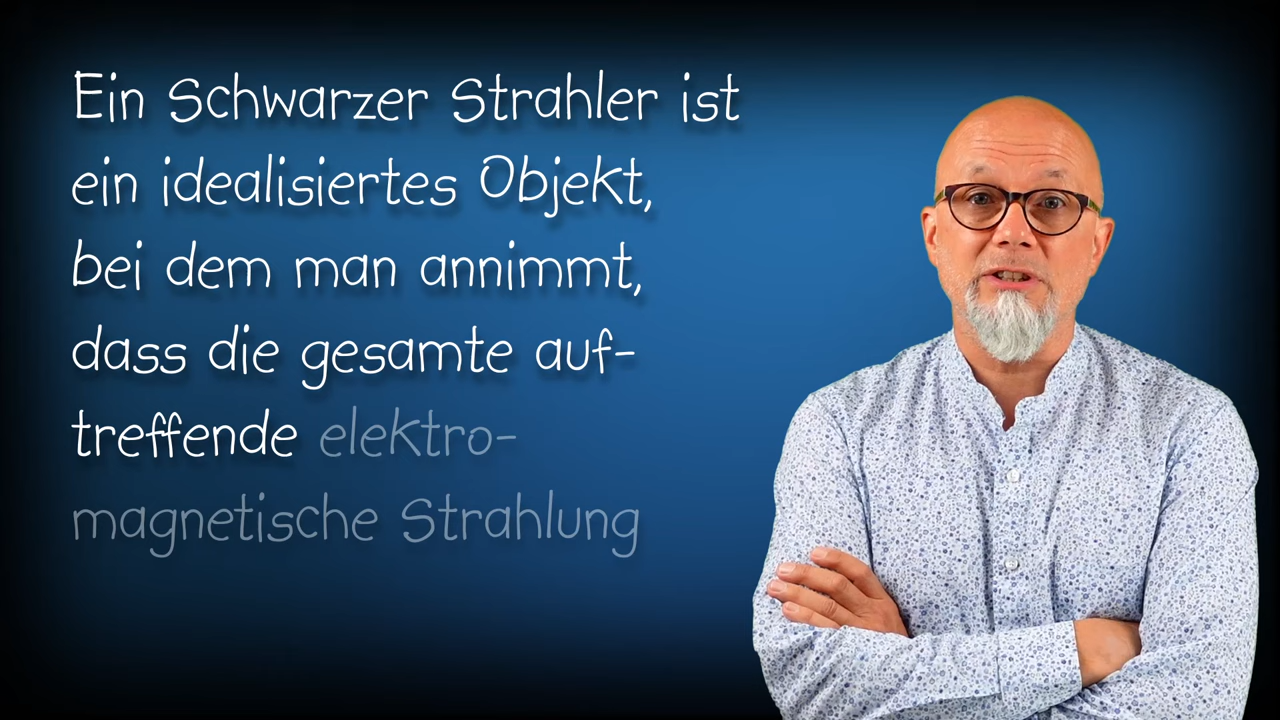 Ein Schwarzer Strahler ist
ein idealisiertes Objekt,
bei dem man annimmt,
dass die gesamte auf-
treffende elektro-
magnetische Strahlung